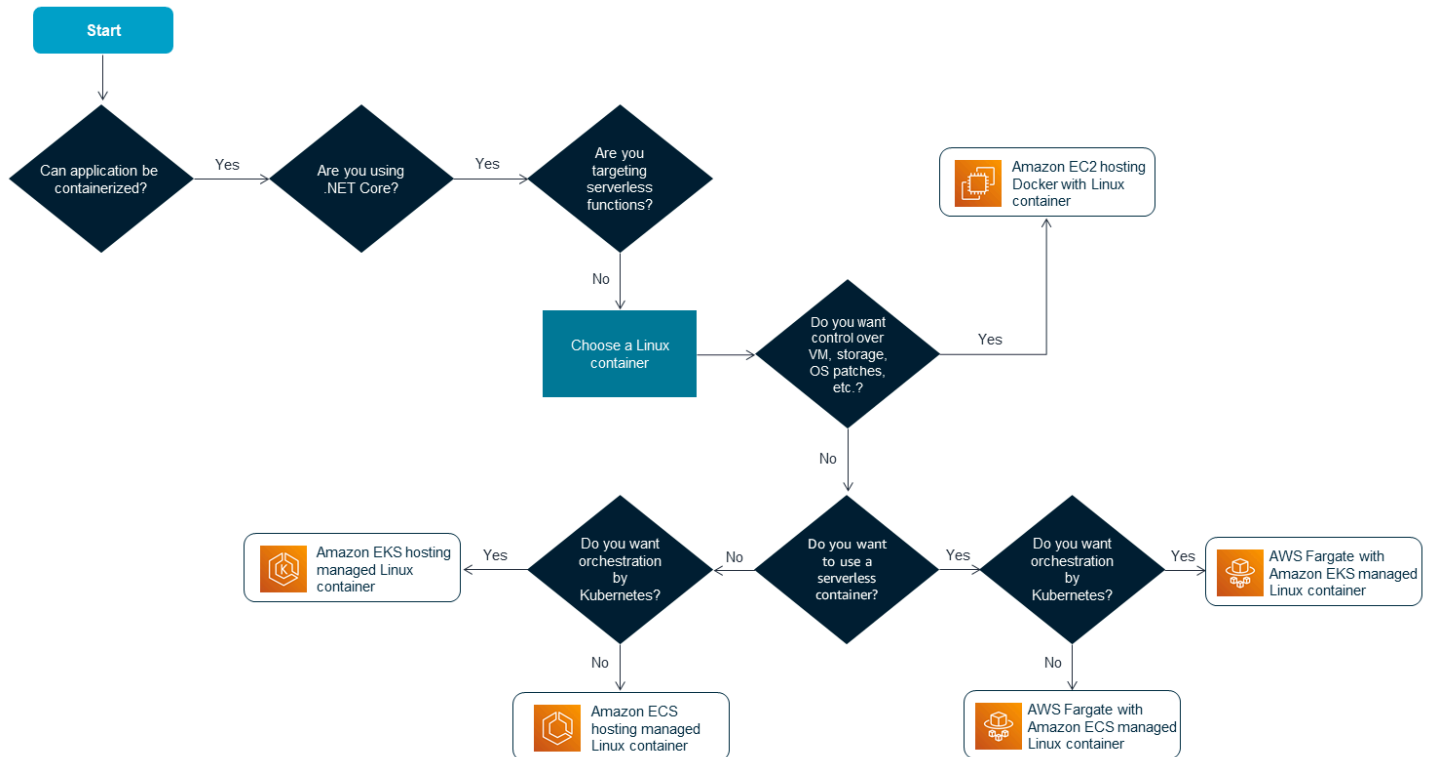 Start
Can application be
containerized?
Yes
Are you using
.NET Core?
Yes
Are you
targeting
serverless
functions?
No
Choose a Linux
container
Do you want
control over
VM, storage,
OS patches,
etc.?
Yes
Amazon EC2 hosting
Docker with Linux
container
No
Do you want
to use a
serverless
container?
No
Do you want
orchestration
by
Kubernetes?
Yes
Amazon EKS hosting
managed Linux
container
K
No
Amazon ECS
hosting managed
Linux container
Yes
Do you want
orchestration
by
Kubernetes?
Yes
AWS Fargate with
Amazon EKS managed
Linux container
No
AWS Fargate with
Amazon ECS managed
Linux container